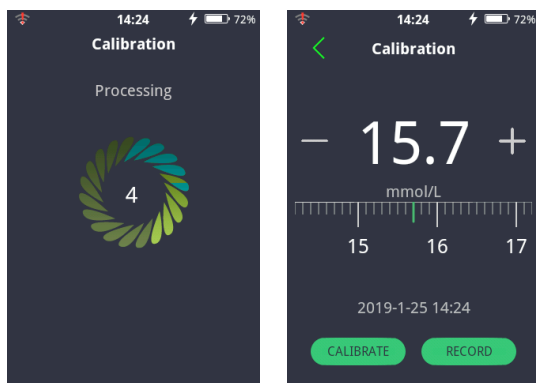 14:24
72%
Calibration
Processing
4
14:24
72%
Calibration
15.7
mmol/L
15 16 17
2019-1-25 14:24
CALIBRATE
RECORD